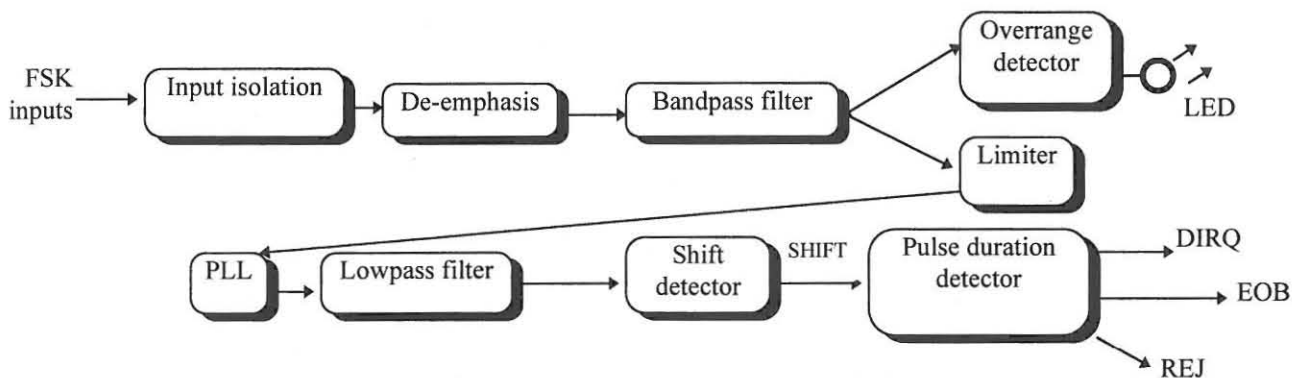 FSK
inputs
Input isolation
De-emphasis
Bandpass filter
Overrange
detector
LED
Limiter
PLL
Lowpass filter
Shift
detector
SHIFT
Pulse duration
detector
DIRQ
EOB
REJ